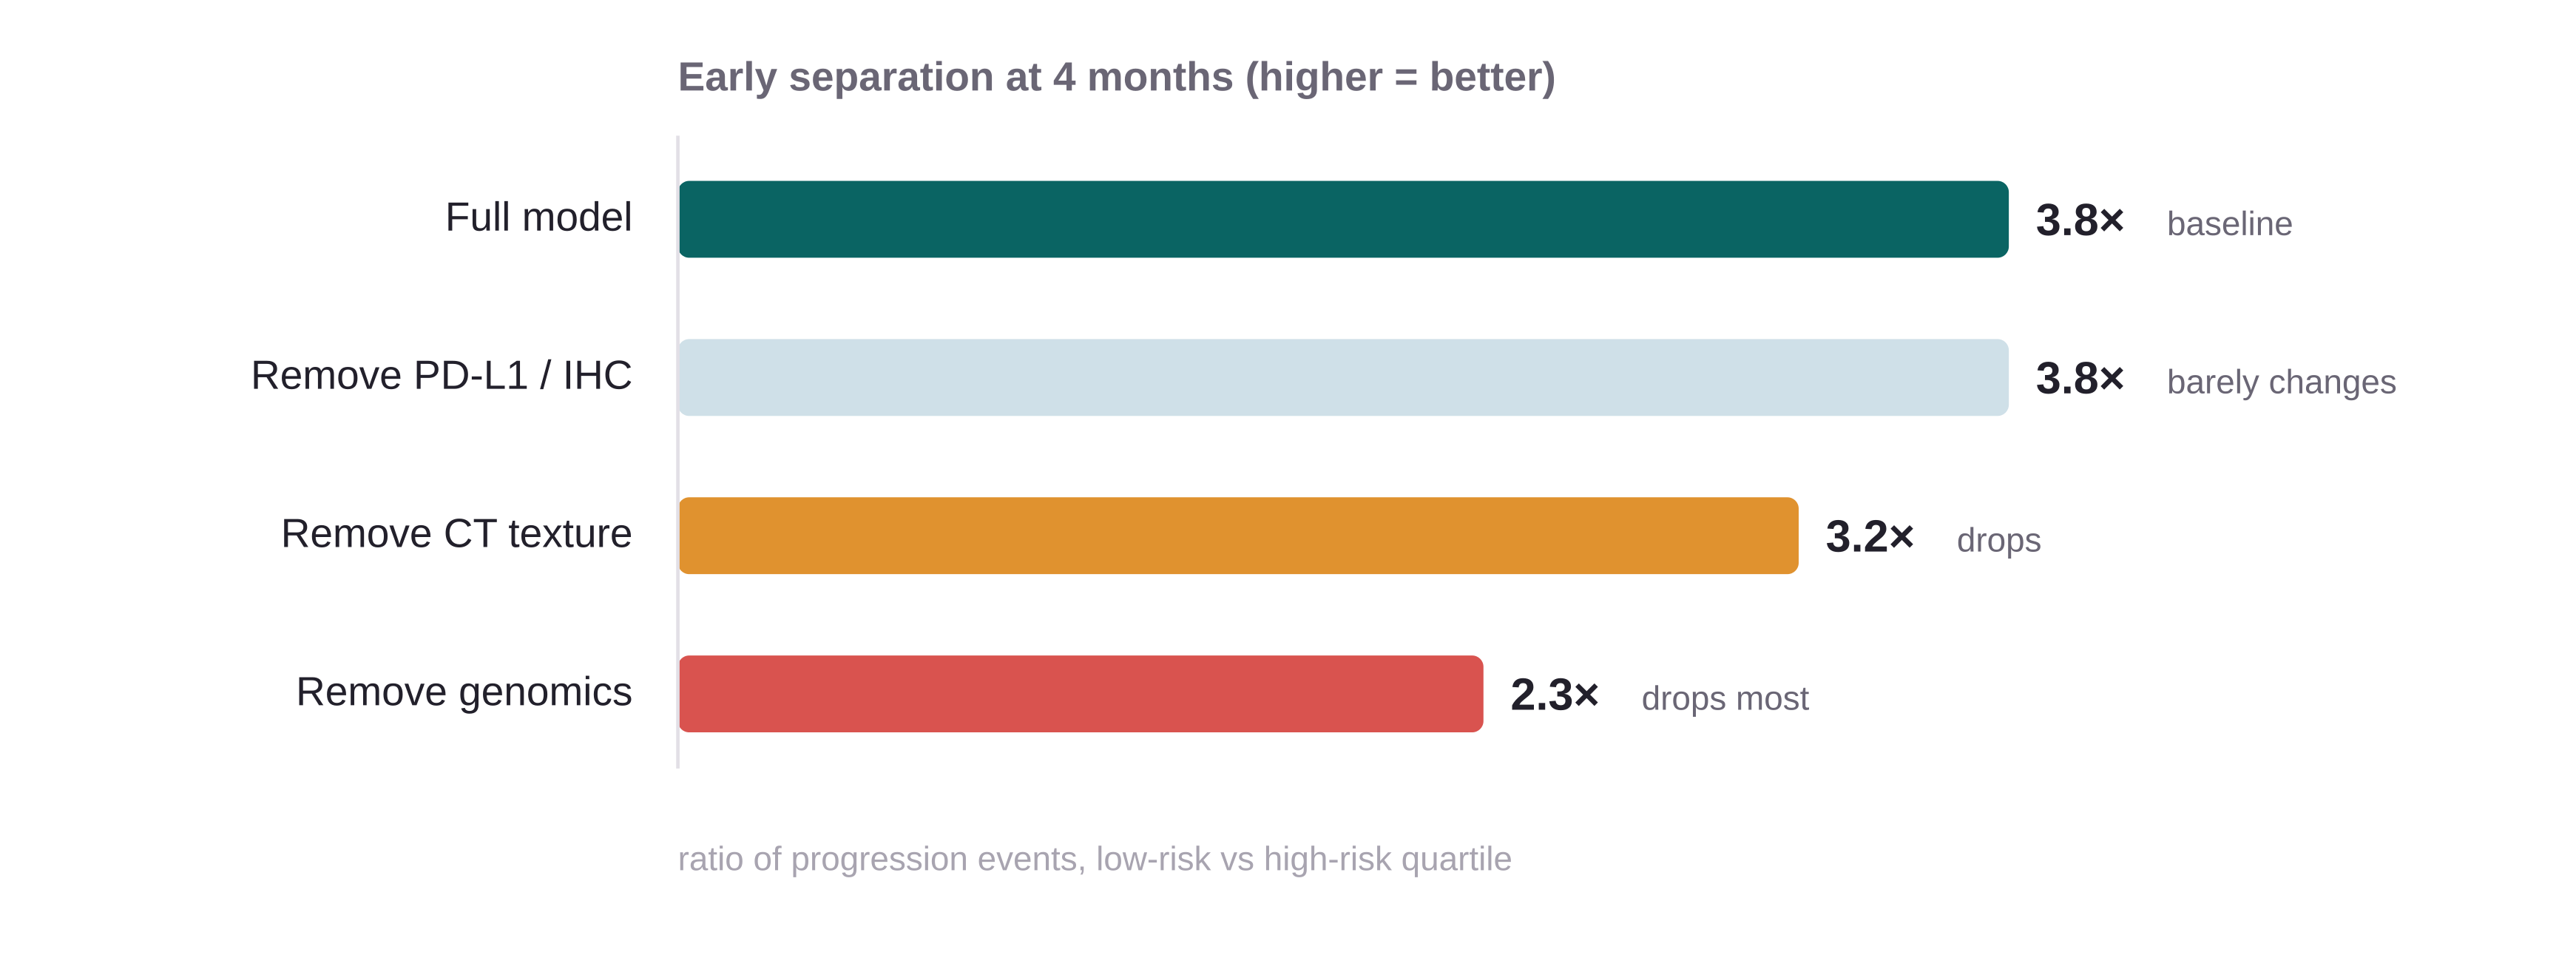 Early separation at 4 months (higher = better)
Full model 3.8× baseline
Remove PD-L1 / IHC 3.8× barely changes
Remove CT texture 3.2× drops
Remove genomics 2.3× drops most
ratio of progression events, low-risk vs high-risk quartile